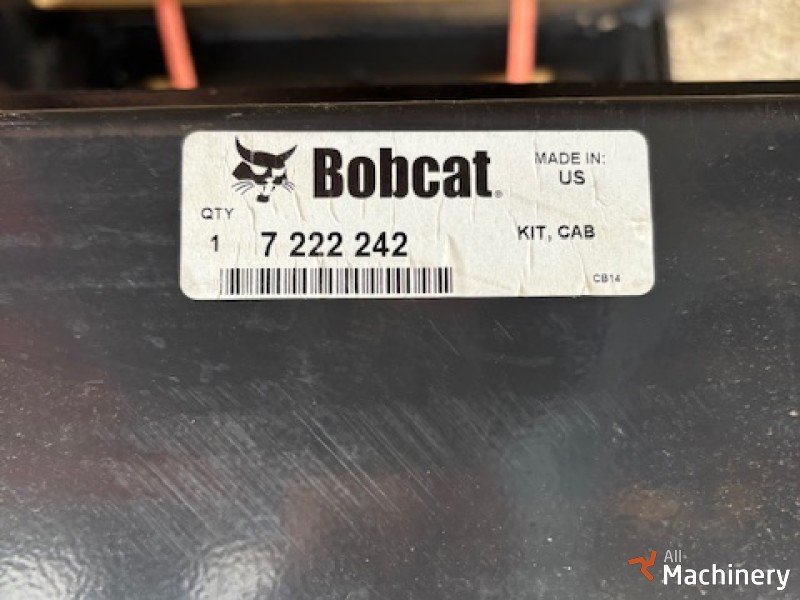 Bobcat®
MADE IN:
US
QTY
1
7 222 242
KIT, CAB
CB14
All
Machinery